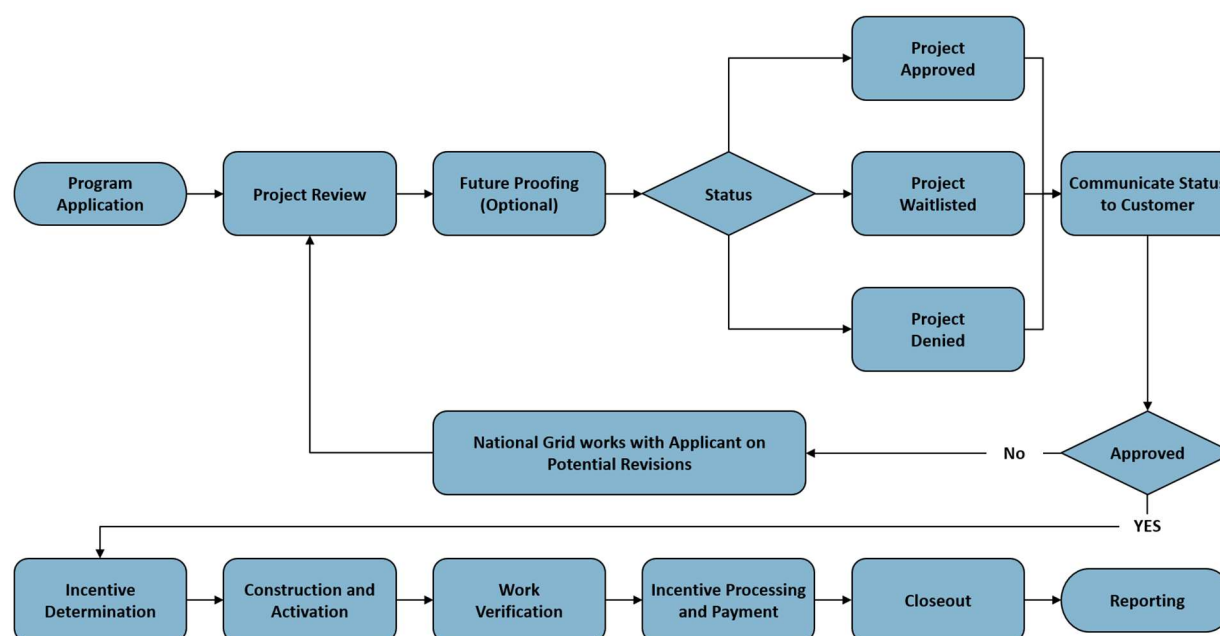 Project
Approved
Program
Application
Project Review
Future Proofing
(Optional)
Status
Project
Waitlisted
Communicate Status
to Customer
Project
Denied
National Grid works with Applicant on
Potential Revisions
No
Approved
YES
Incentive
Determination
Construction and
Activation
Work
Verification
Incentive Processing
and Payment
Closeout
Reporting